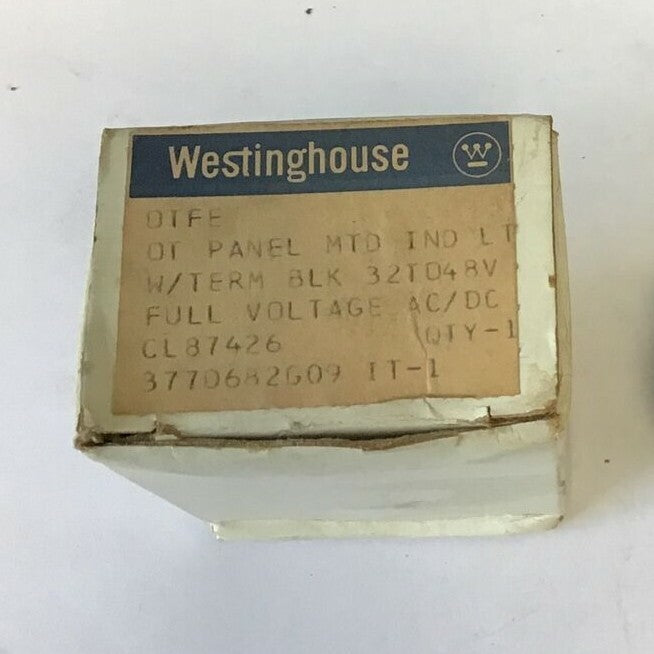 Westinghouse
OTFE
OT PANEL MTD IND LT
W/TERM BLK 32TO48V
FULL VOLTAGE AC/DC
CL87426 QTY-1
3770682G09 IT-1